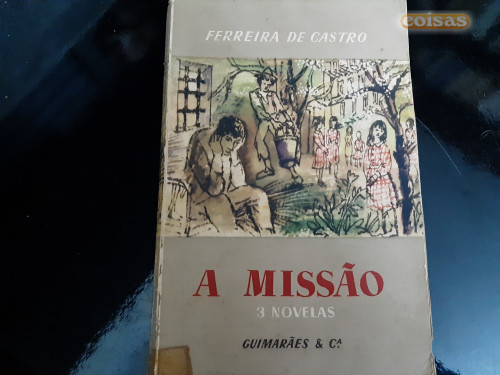 coisas
FERREIRA DE CASTRO
A MISSÃO
3 NOVELAS
GUIMARÃES & Cᴬ